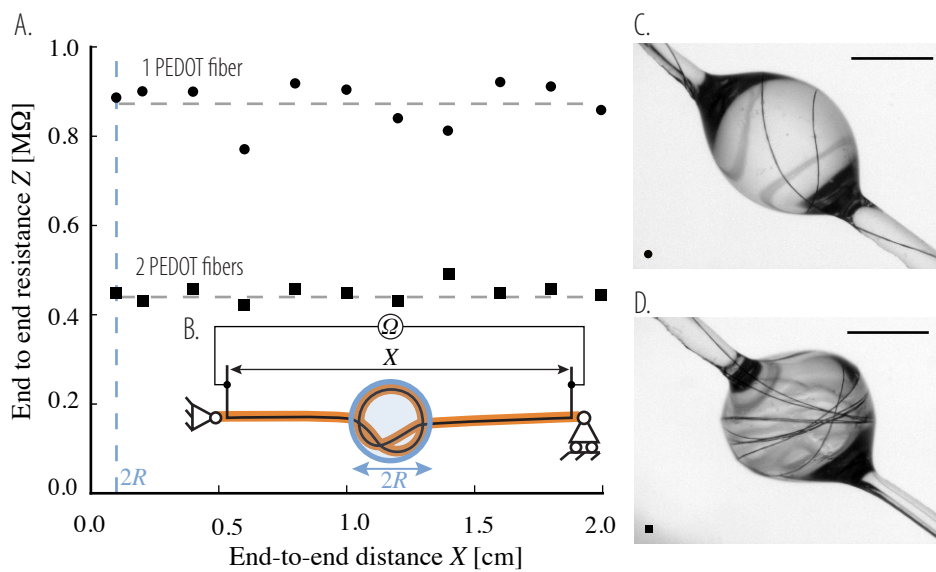 A.
1.0
0.8
0.6
0.4
0.2
0.0
End to end resistance Z [MΩ]
1 PEDOT fiber
2 PEDOT fibers
2R
B.
Ω
X
2R
0.0
0.5
1.0
1.5
2.0
End-to-end distance X [cm]
C.
D.